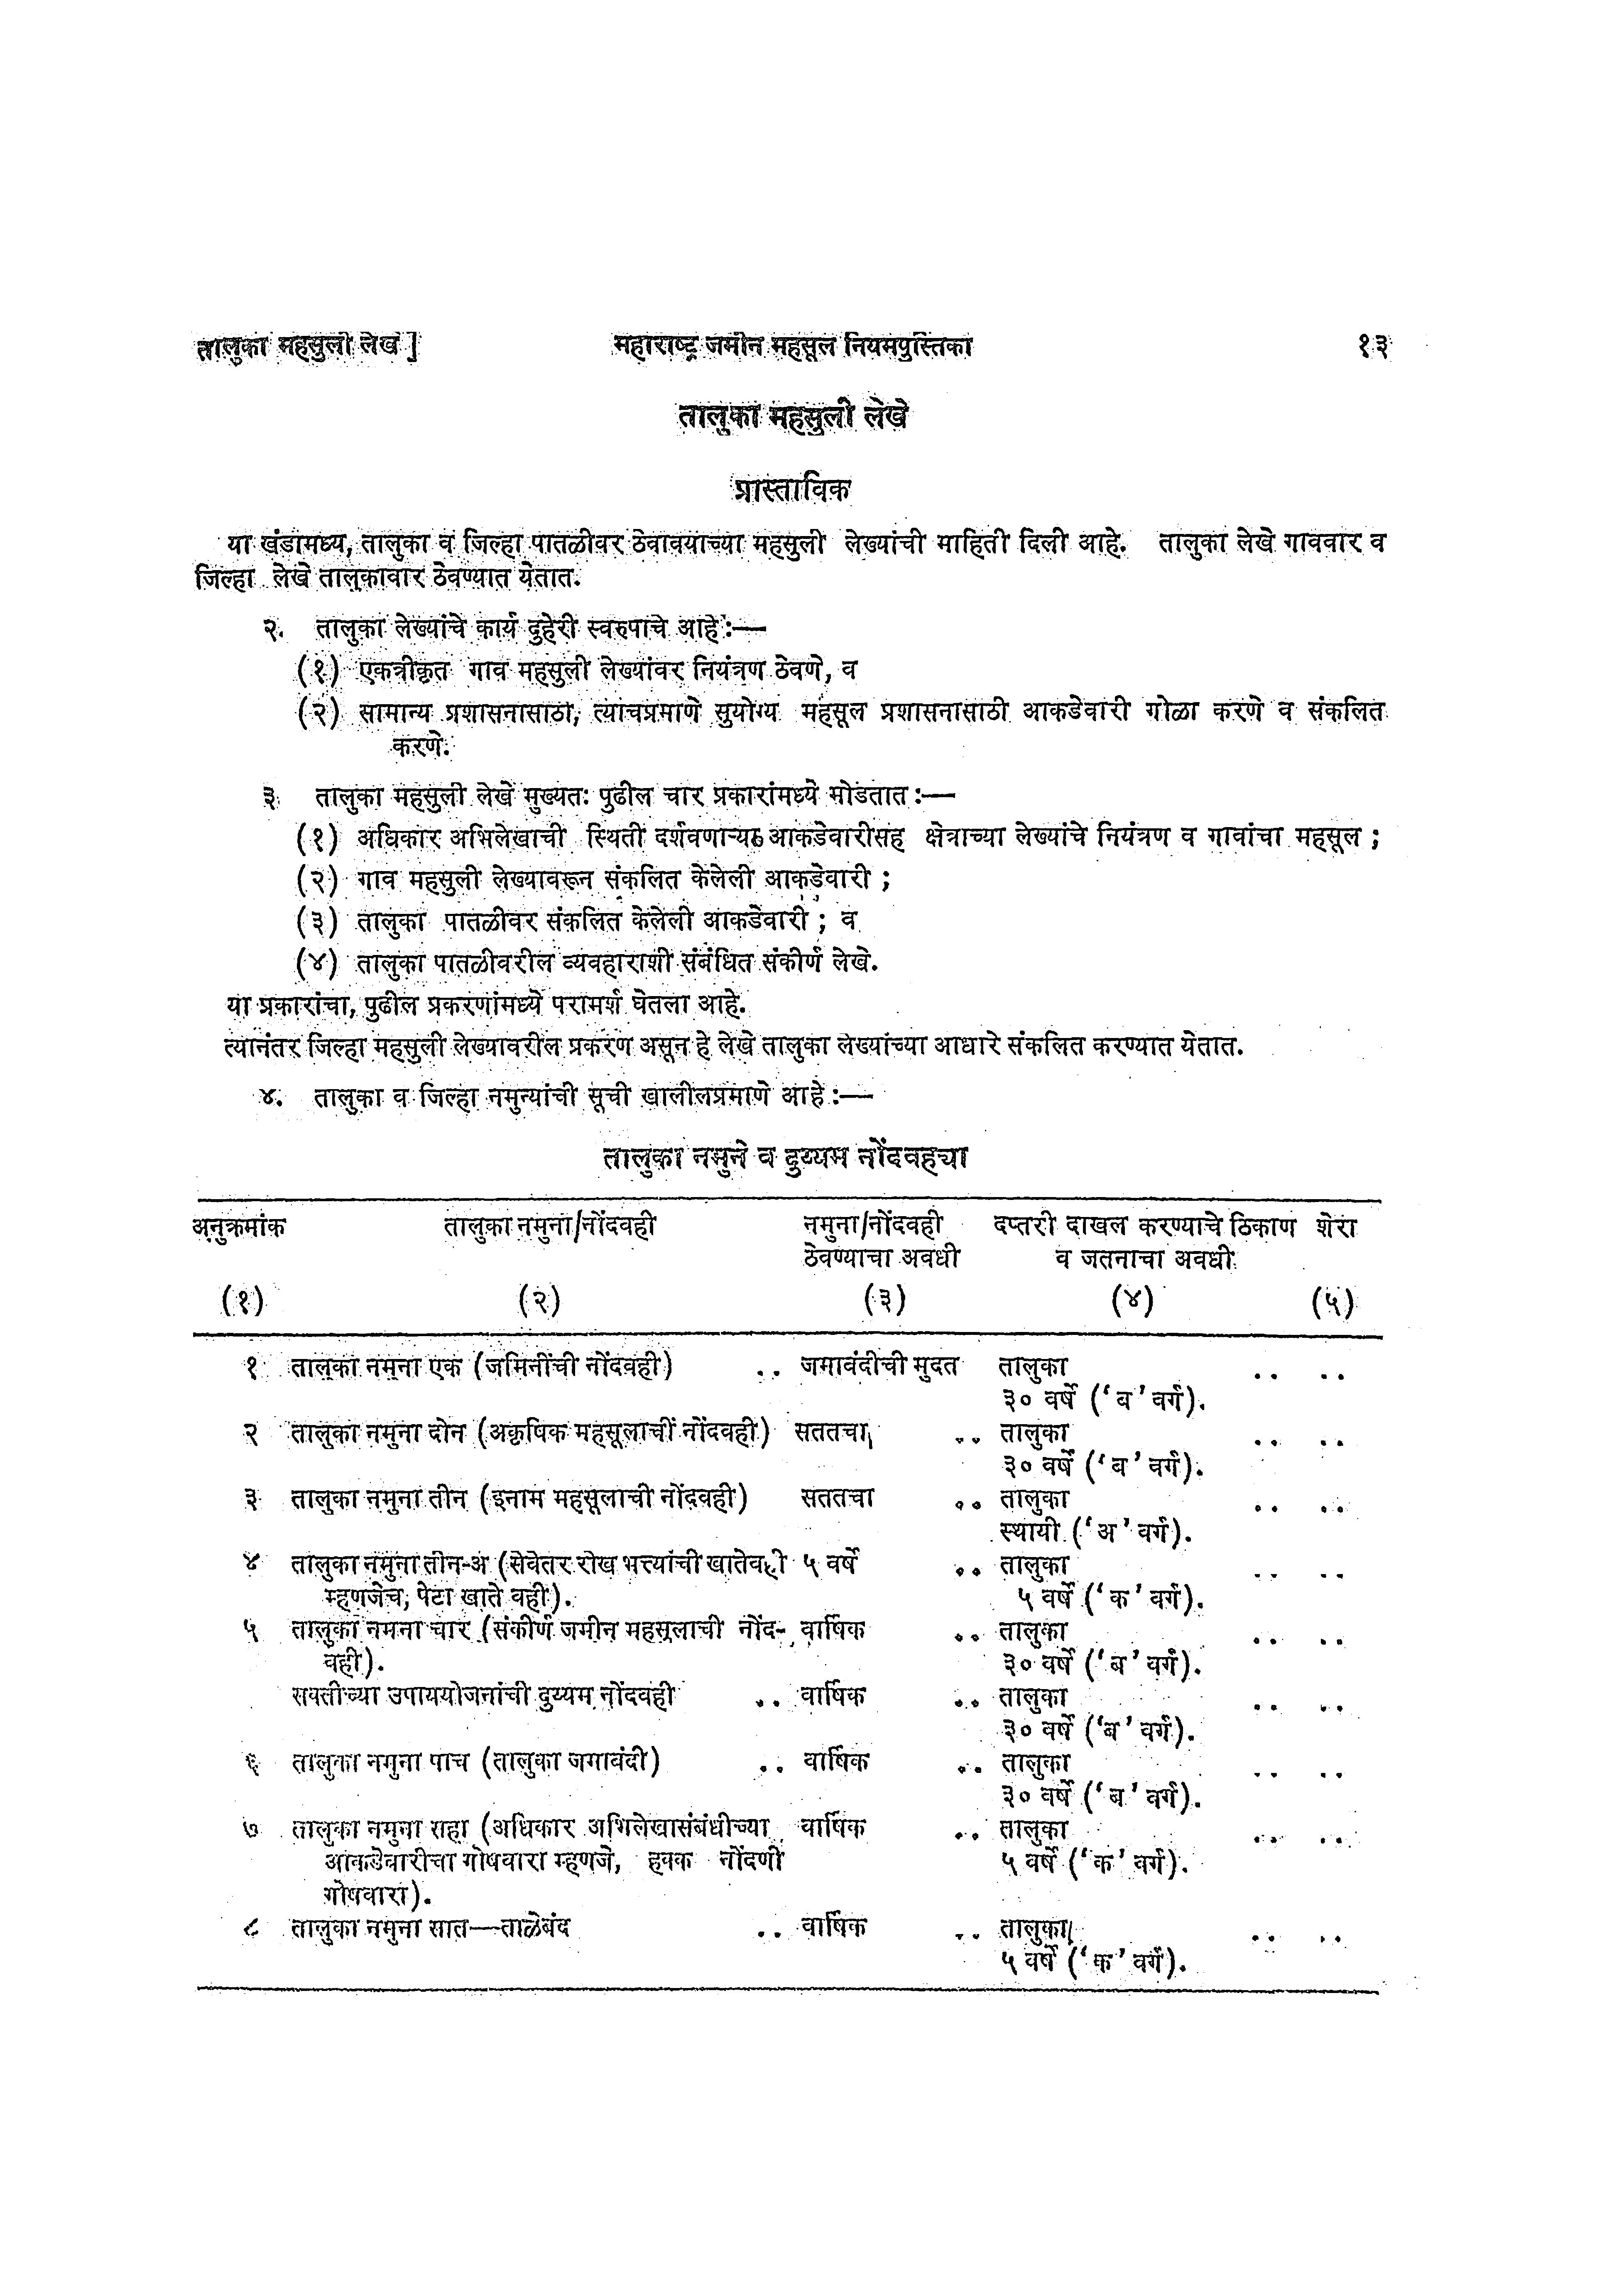 तालुका महसुली लेखे ] महाराष्ट्र जमीन महसूल नियमपुस्तिका १३
तालुका महसुली लेखे
प्रास्ताविक
या खंडामध्य, तालुका व जिल्हा पातळीवर ठेवावयाच्या महसुली लेख्यांची माहिती दिली आहे. तालुका लेखे गाववार व
जिल्हा लेखे तालुकावार ठेवण्यात येतात.
२. तालुका लेख्यांचे कार्य दुहेरी स्वरुपाचे आहे :—
(१) एकत्रीकृत गाव महसुली लेख्यांवर नियंत्रण ठेवणे, व
(२) सामान्य प्रशासनासाठी, त्याचप्रमाणे सुयोग्य महसूल प्रशासनासाठी आकडेवारी गोळा करणे व संकलित
करणे.
३ तालुका महसुली लेखे मुख्यतः पुढील चार प्रकारांमध्ये मोडतात :—
(१) अधिकार अभिलेखाची स्थिती दर्शवणाऱ्या आकडेवारीसह क्षेत्राच्या लेख्यांचे नियंत्रण व गावांचा महसूल ;
(२) गाव महसुली लेख्यावरून संकलित केलेली आकडेवारी ;
(३) तालुका पातळीवर संकलित केलेली आकडेवारी ; व
(४) तालुका पातळीवरील व्यवहाराशी संबंधित संकीर्ण लेखे.
या प्रकारांचा, पुढील प्रकरणांमध्ये परामर्श घेतला आहे.
त्यानंतर जिल्हा महसुली लेख्यावरील प्रकरण असून हे लेखे तालुका लेख्यांच्या आधारे संकलित करण्यात येतात.
४. तालुका व जिल्हा नमुन्यांची सूची खालीलप्रमाणे आहे :—
तालुका नमुने व दुय्यम नोंदवह्या
अनुक्रमांक तालुका नमुना/नोंदवही नमुना/नोंदवही दप्तरी दाखल करण्याचे ठिकाण शेरा
ठेवण्याचा अवधी व जतनाचा अवधी
(१) (२) (३) (४) (५)
१ तालुका नमुना एक (जमिनींची नोंदवही) .. जमाबंदीची मुदत तालुका .. ..
३० वर्षे (‘ ब ’ वर्ग).
२ तालुका नमुना दोन (अकृषिक महसूलाचीं नोंदवही) सततचा .. तालुका .. ..
३० वर्षे (‘ ब ’ वर्ग).
३ तालुका नमुना तीन (इनाम महसूलाची नोंदवही) सततचा .. तालुका .. ..
स्थायी (‘ अ ’ वर्ग).
४ तालुका नमुना तीन-अ (सेवेतर रोख भत्त्यांची खातेवही ५ वर्षे .. तालुका .. ..
म्हणजेच, पेटा खाते वही). ५ वर्षे (‘ क ’ वर्ग).
५ तालुका नमुना चार (संकीर्ण जमीन महसूलाची नोंद- वार्षिक .. तालुका .. ..
वही). ३० वर्षे (‘ ब ’ वर्ग).
सवतीच्या उपाययोजनांची दुय्यम नोंदवही .. वार्षिक .. तालुका .. ..
३० वर्षे (‘ब ’ वर्ग).
६ तालुका नमुना पाच (तालुका जमाबंदी) .. वार्षिक .. तालुका .. ..
३० वर्षे (‘ ब ’ वर्ग).
७ तालुका नमुना सहा (अधिकार अभिलेखासंबंधीच्या वार्षिक .. तालुका .. ..
आकडेवारीचा गोषवारा म्हणजे, हक्क नोंदणी ५ वर्षे (‘ क ’ वर्ग).
गोषवारा).
८ तालुका नमुना सात—ताळेबंद .. वार्षिक .. तालुका .. ..
५ वर्षे (‘ क ’ वर्ग).